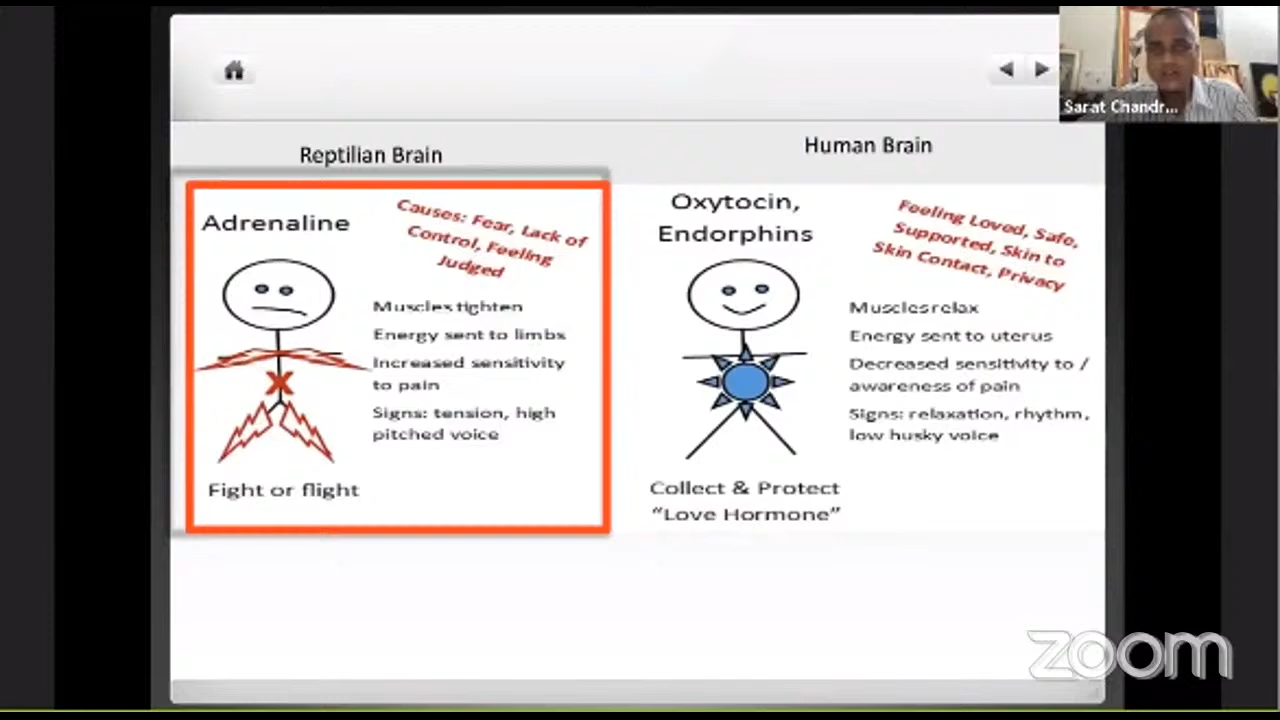 Reptilian Brain
Adrenaline
Causes: Fear, Lack of
Control, Feeling
Judged
Muscles tighten
Energy sent to limbs
Increased sensitivity
to pain
Signs: tension, high
pitched voice
Fight or flight
Human Brain
Oxytocin,
Endorphins
Feeling Loved, Safe,
Supported, Skin to
Skin Contact, Privacy
Muscles relax
Energy sent to uterus
Decreased sensitivity to /
awareness of pain
Signs: relaxation, rhythm,
low husky voice
Collect & Protect
“Love Hormone”
Sarat Chandr...
zoom